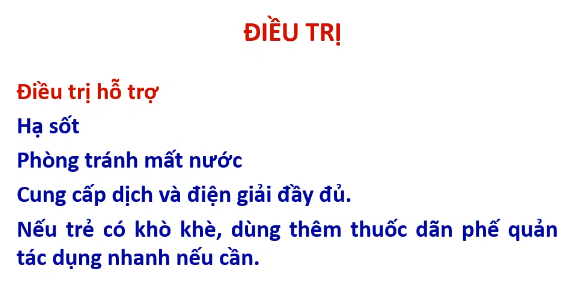 ĐIỀU TRỊ
Điều trị hỗ trợ
Hạ sốt
Phòng tránh mất nước
Cung cấp dịch và điện giải đầy đủ.
Nếu trẻ có khò khè, dùng thêm thuốc dãn phế quản
tác dụng nhanh nếu cần.